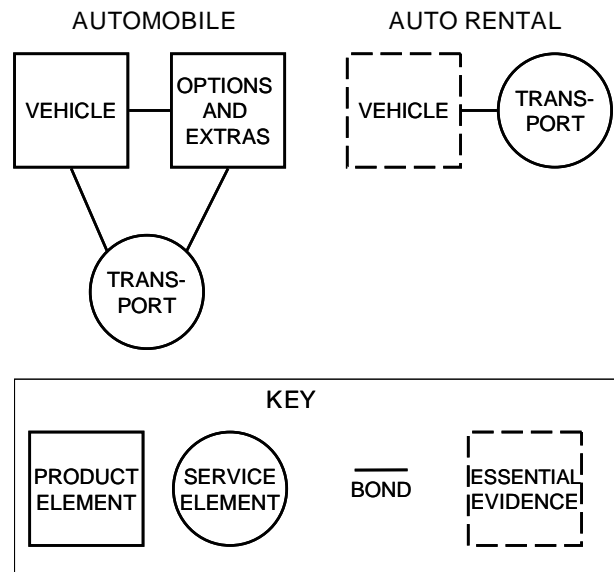 AUTOMOBILE
AUTO RENTAL
VEHICLE
OPTIONS
AND
EXTRAS
TRANS-
PORT
VEHICLE
TRANS-
PORT
KEY
PRODUCT
ELEMENT
SERVICE
ELEMENT
BOND
ESSENTIAL
EVIDENCE